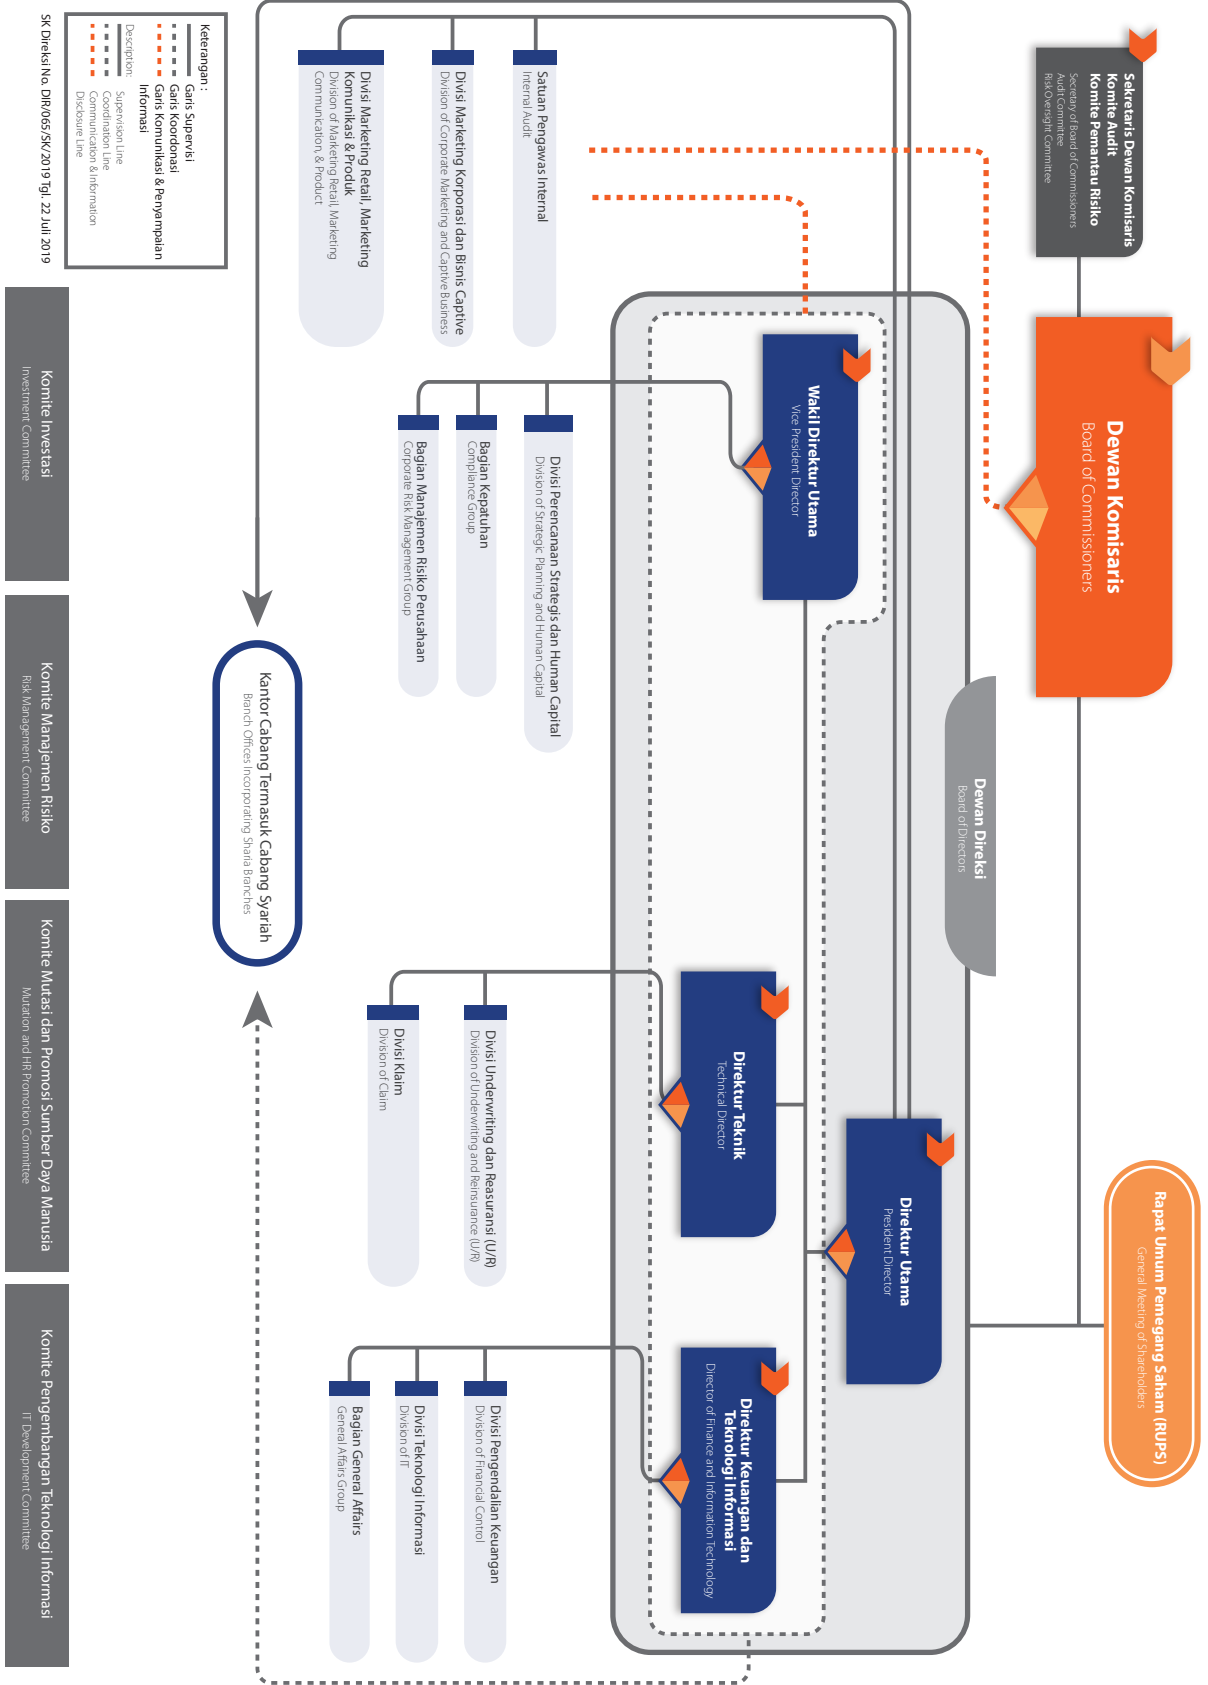 Rapat Umum Pemegang Saham (RUPS)
General Meeting of Shareholders
Sekretaris Dewan Komisaris
Komite Audit
Komite Pemantau Risiko
Secretary of Board of Commissioners
Audit Committee
Risk Oversight Committee
Dewan Komisaris
Board of Commissioners
Dewan Direksi
Board of Directors
Direktur Utama
President Director
Wakil Direktur Utama
Vice President Director
Direktur Teknik
Technical Director
Direktur Keuangan dan
Teknologi Informasi
Director of Finance and Information Technology
Satuan Pengawas Internal
Internal Audit
Divisi Marketing Korporasi dan Bisnis Captive
Division of Corporate Marketing and Captive Business
Divisi Marketing Retail, Marketing
Komunikasi & Produk
Division of Marketing Retail, Marketing
Communication, & Product
Divisi Perencanaan Strategis dan Human Capital
Division of Strategic Planning and Human Capital
Bagian Kepatuhan
Compliance Group
Bagian Manajemen Risiko Perusahaan
Corporate Risk Management Group
Divisi Underwriting dan Reasuransi (U/R)
Division of Underwriting and Reinsurance (U/R)
Divisi Klaim
Division of Claim
Divisi Pengendalian Keuangan
Division of Financial Control
Divisi Teknologi Informasi
Division of IT
Bagian General Affairs
General Affairs Group
Kantor Cabang Termasuk Cabang Syariah
Branch Offices Incorporating Sharia Branches
Keterangan :
Garis Supervisi
Garis Koordonasi
Garis Komunikasi & Penyampaian
Informasi
Description:
Supervision Line
Coordination Line
Communication & Information
Disclosure Line
SK Direksi No. DIR/065/SK/2019 Tgl. 22 Juli 2019
Komite Investasi
Investment Committee
Komite Manajemen Risiko
Risk Management Committee
Komite Mutasi dan Promosi Sumber Daya Manusia
Mutation and HR Promotion Committee
Komite Pengembangan Teknologi Informasi
IT Development Committee